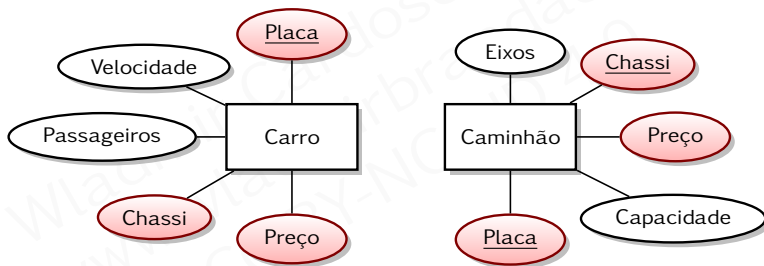 Placa
Velocidade
Passageiros
Carro
Chassi
Preço
Eixos
Chassi
Caminhão
Preço
Capacidade
Placa